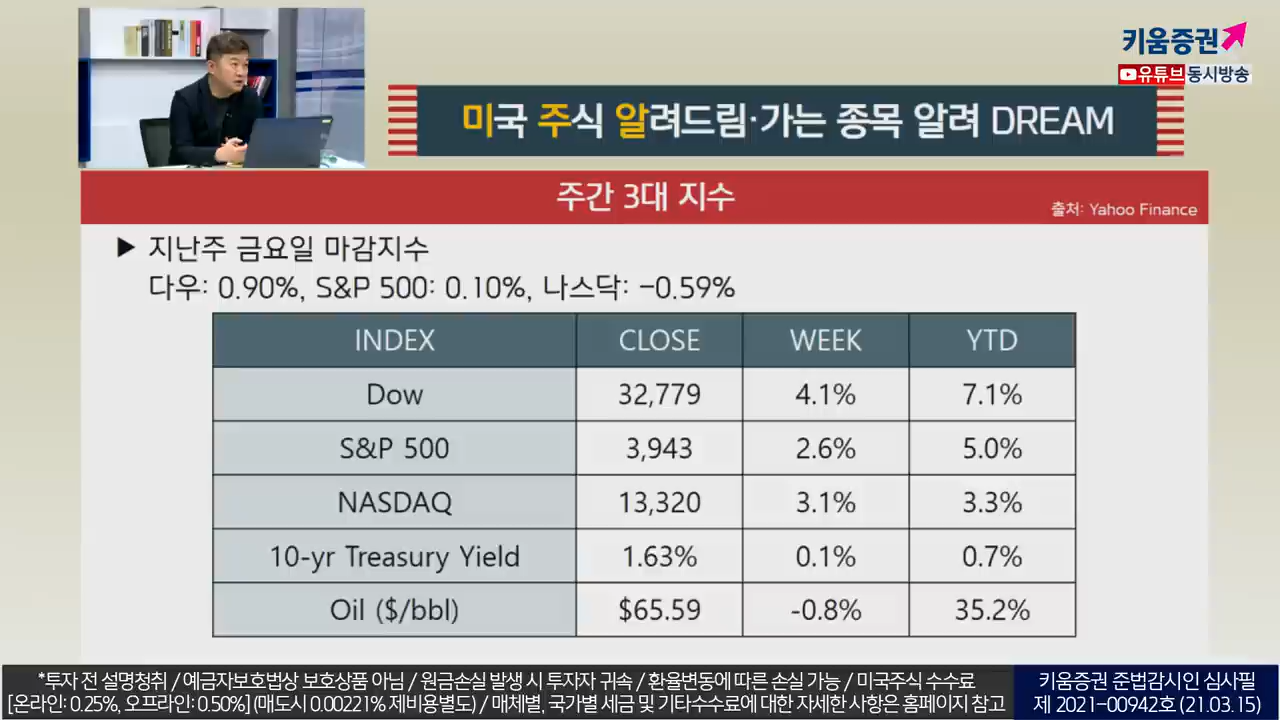 키움증권
유튜브동시방송
미국 주식 알려드림·가는 종목 알려 DREAM
주간 3대 지수
출처: Yahoo Finance
▶ 지난주 금요일 마감지수
다우: 0.90%, S&P 500: 0.10%, 나스닥: -0.59%
INDEX CLOSE WEEK YTD
Dow 32,779 4.1% 7.1%
S&P 500 3,943 2.6% 5.0%
NASDAQ 13,320 3.1% 3.3%
10-yr Treasury Yield 1.63% 0.1% 0.7%
Oil ($/bbl) $65.59 -0.8% 35.2%
*투자 전 설명청취 / 예금자보호법상 보호상품 아님 / 원금손실 발생 시 투자자 귀속 / 환율변동에 따른 손실 가능 / 미국주식 수수료
[온라인: 0.25%, 오프라인: 0.50%] (매도시 0.00221% 제비용별도) / 매체별, 국가별 세금 및 기타수수료에 대한 자세한 사항은 홈페이지 참고
키움증권 준법감시인 심사필
제 2021-00942호 (21.03.15)